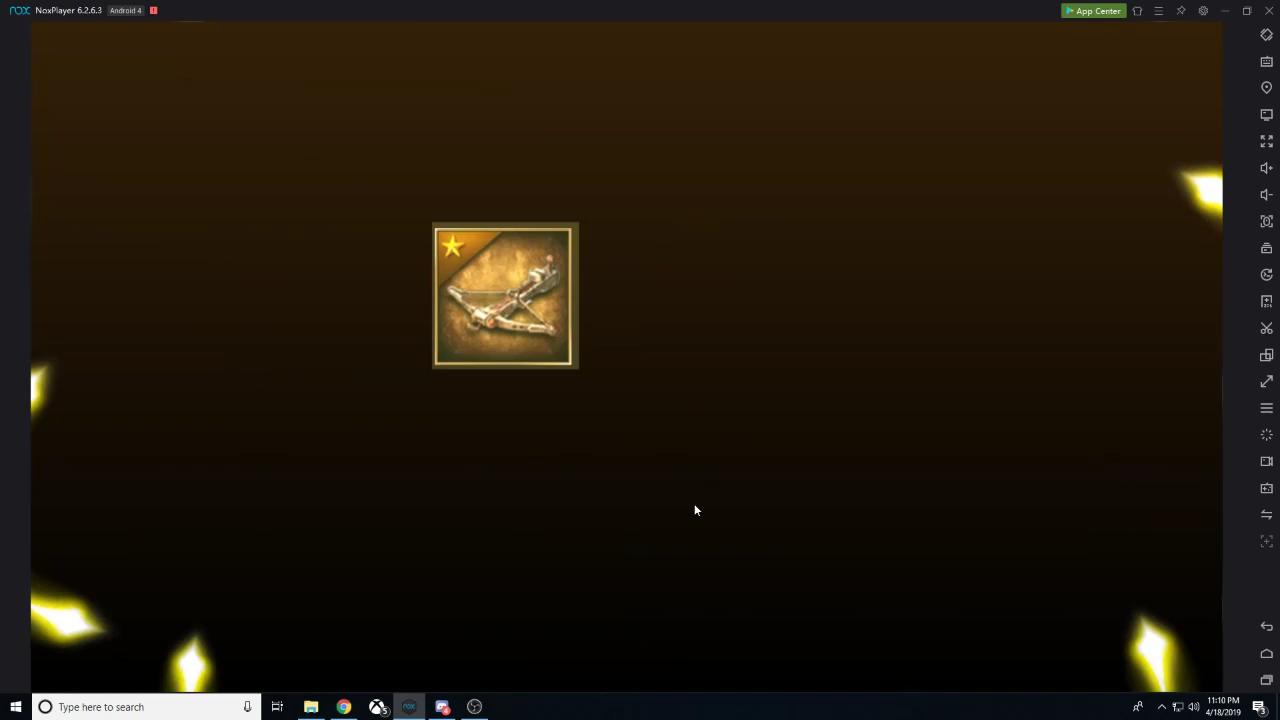 nox NoxPlayer 6.2.6.3 Android 4 App Center
Type here to search
11:10 PM
4/18/2019